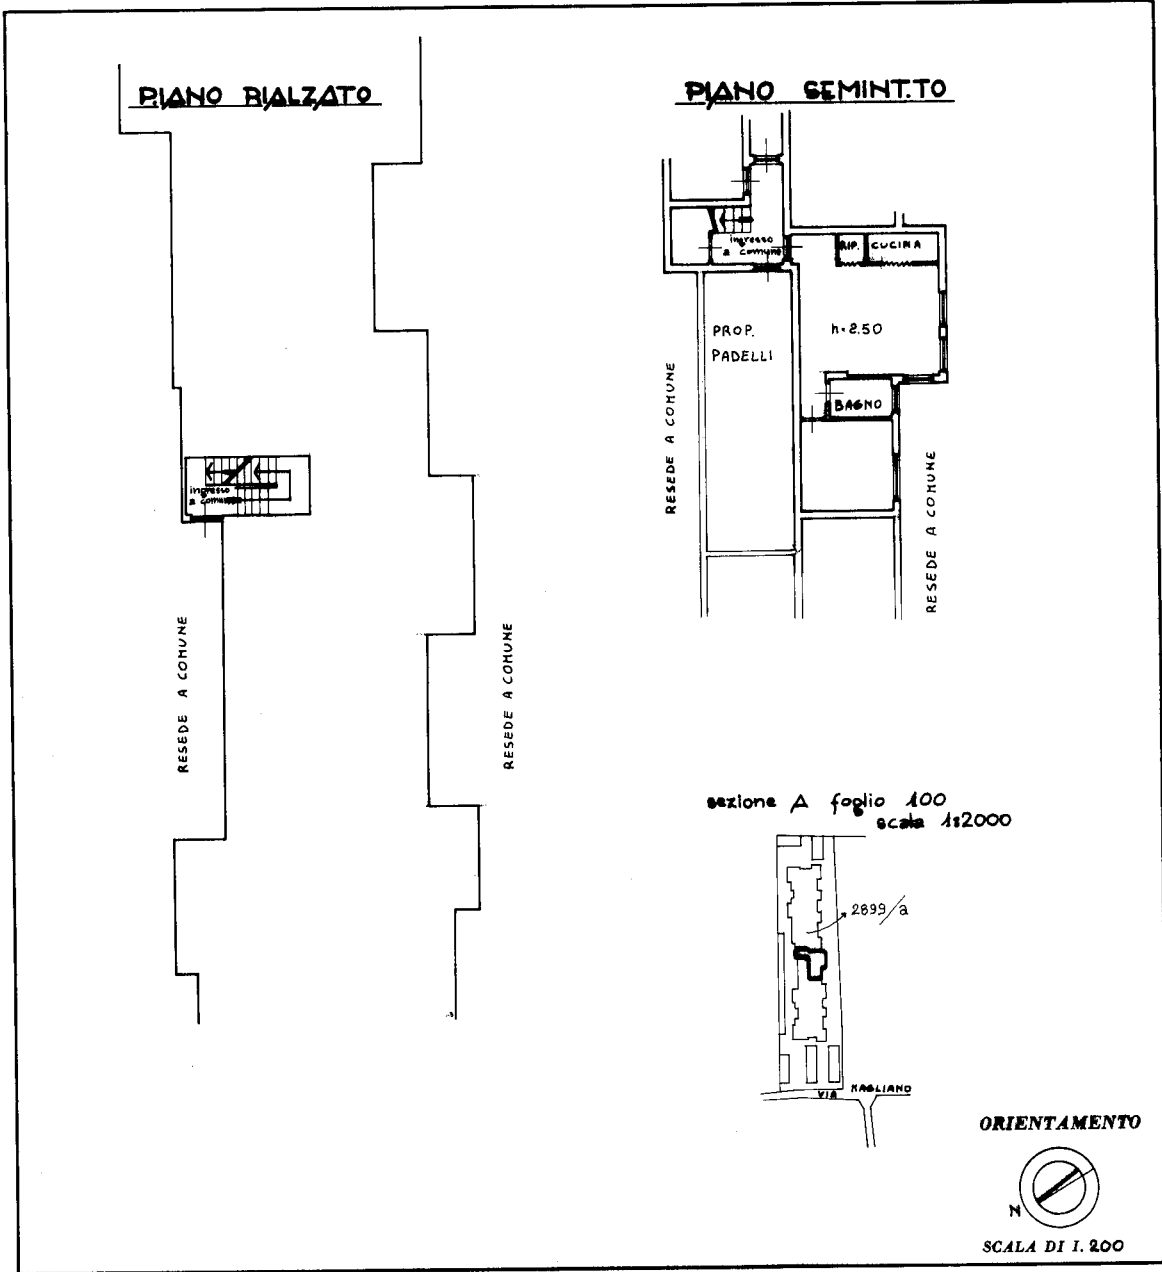 PIANO RIALZATO
PIANO SEMINT.TO
ingresso
a comune
RIP.
CUCINA
PROP.
PADELLI
h=2.50
BAGNO
RESEDE A COMUNE
RESEDE A COMUNE
ingresso
a comune
RESEDE A COMUNE
RESEDE A COMUNE
sezione A foglio 100
scala 1:2000
2899/a
VIA MAGLIANO
ORIENTAMENTO
N
SCALA DI 1. 200